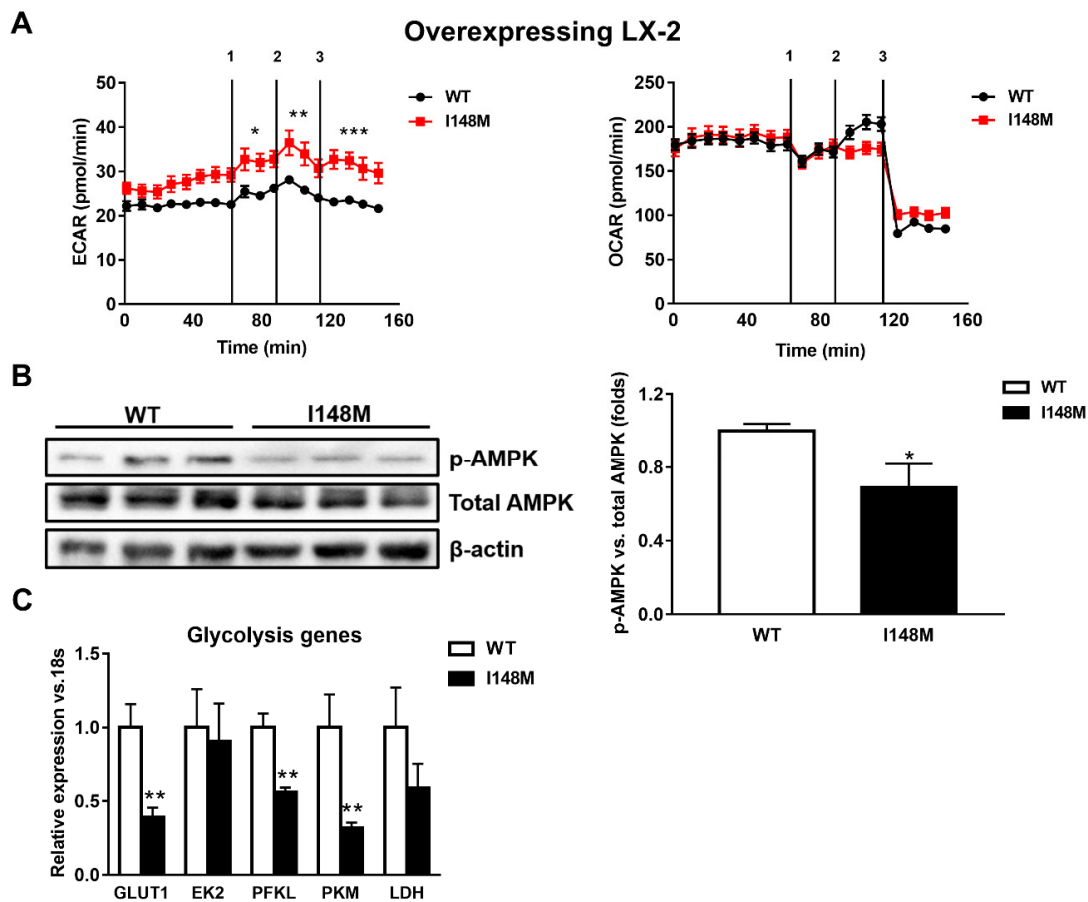 A
Overexpressing LX-2
1 2 3
* ** ***
ECAR (pmol/min)
50
40
30
20
10
0
0 40 80 120 160
Time (min)
WT
I148M
1 2 3
OCAR (pmol/min)
250
200
150
100
50
0
0 40 80 120 160
Time (min)
WT
I148M
B
WT I148M
p-AMPK
Total AMPK
β-actin
p-AMPK vs. total AMPK (folds)
1.2
0.8
0.4
0.0
*
WT I148M
WT
I148M
C
Glycolysis genes
Relative expression vs.18s
1.5
1.0
0.5
0.0
** ** **
GLUT1 EK2 PFKL PKM LDH
WT
I148M